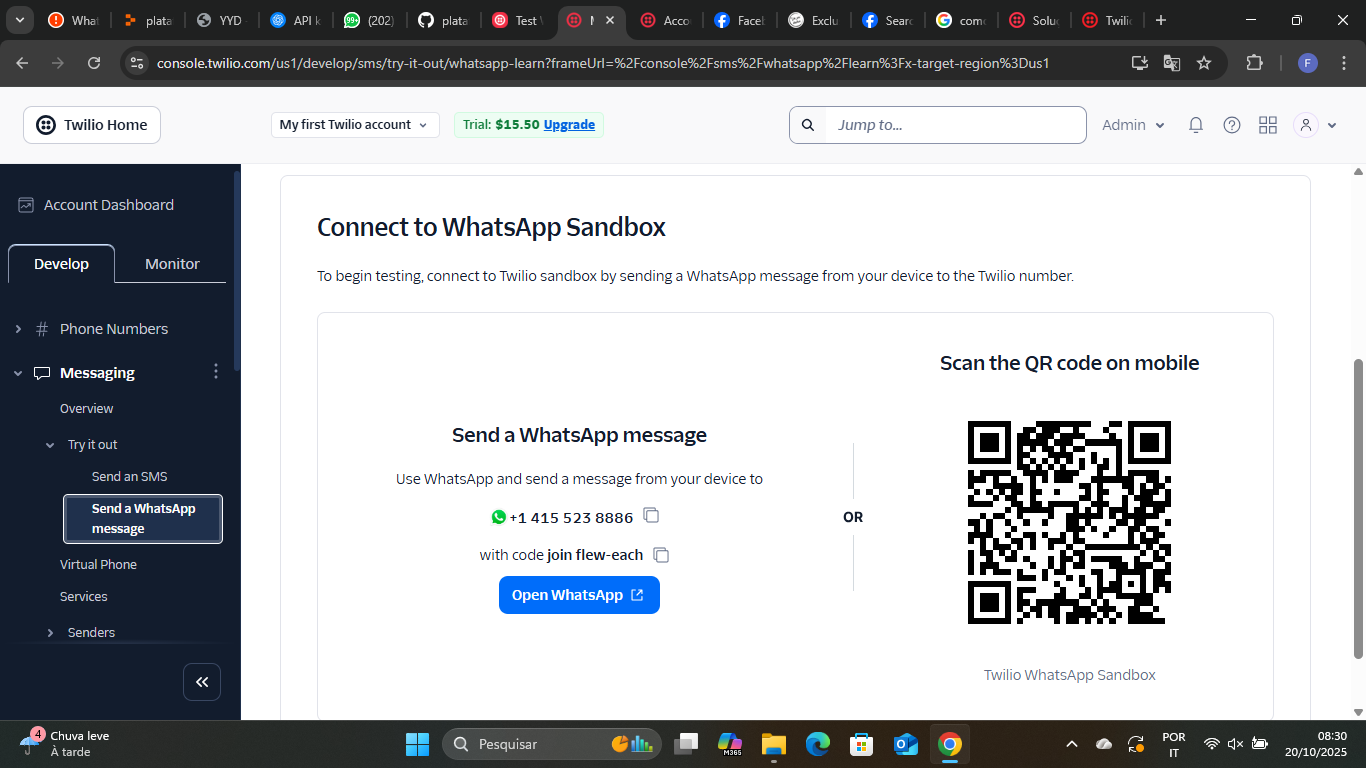 What
plata
YYD
API k
99+
(202)
plata
Test
Acco
Faceb
Exclu
Searc
com
Soluç
Twilio
console.twilio.com/us1/develop/sms/try-it-out/whatsapp-learn?frameUrl=%2Fconsole%2Fsms%2Fwhatsapp%2Flearn%3Fx-target-region%3Dus1
F
Twilio Home
My first Twilio account
Trial: $15.50 Upgrade
Jump to...
Admin
Account Dashboard
Develop
Monitor
Phone Numbers
Messaging
Overview
Try it out
Send an SMS
Send a WhatsApp
message
Virtual Phone
Services
Senders
Connect to WhatsApp Sandbox
To begin testing, connect to Twilio sandbox by sending a WhatsApp message from your device to the Twilio number.
Send a WhatsApp message
Use WhatsApp and send a message from your device to
+1 415 523 8886
with code join flew-each
Open WhatsApp
OR
Scan the QR code on mobile
Twilio WhatsApp Sandbox
4
Chuva leve
À tarde
Pesquisar
M365
POR
IT
08:30
20/10/2025